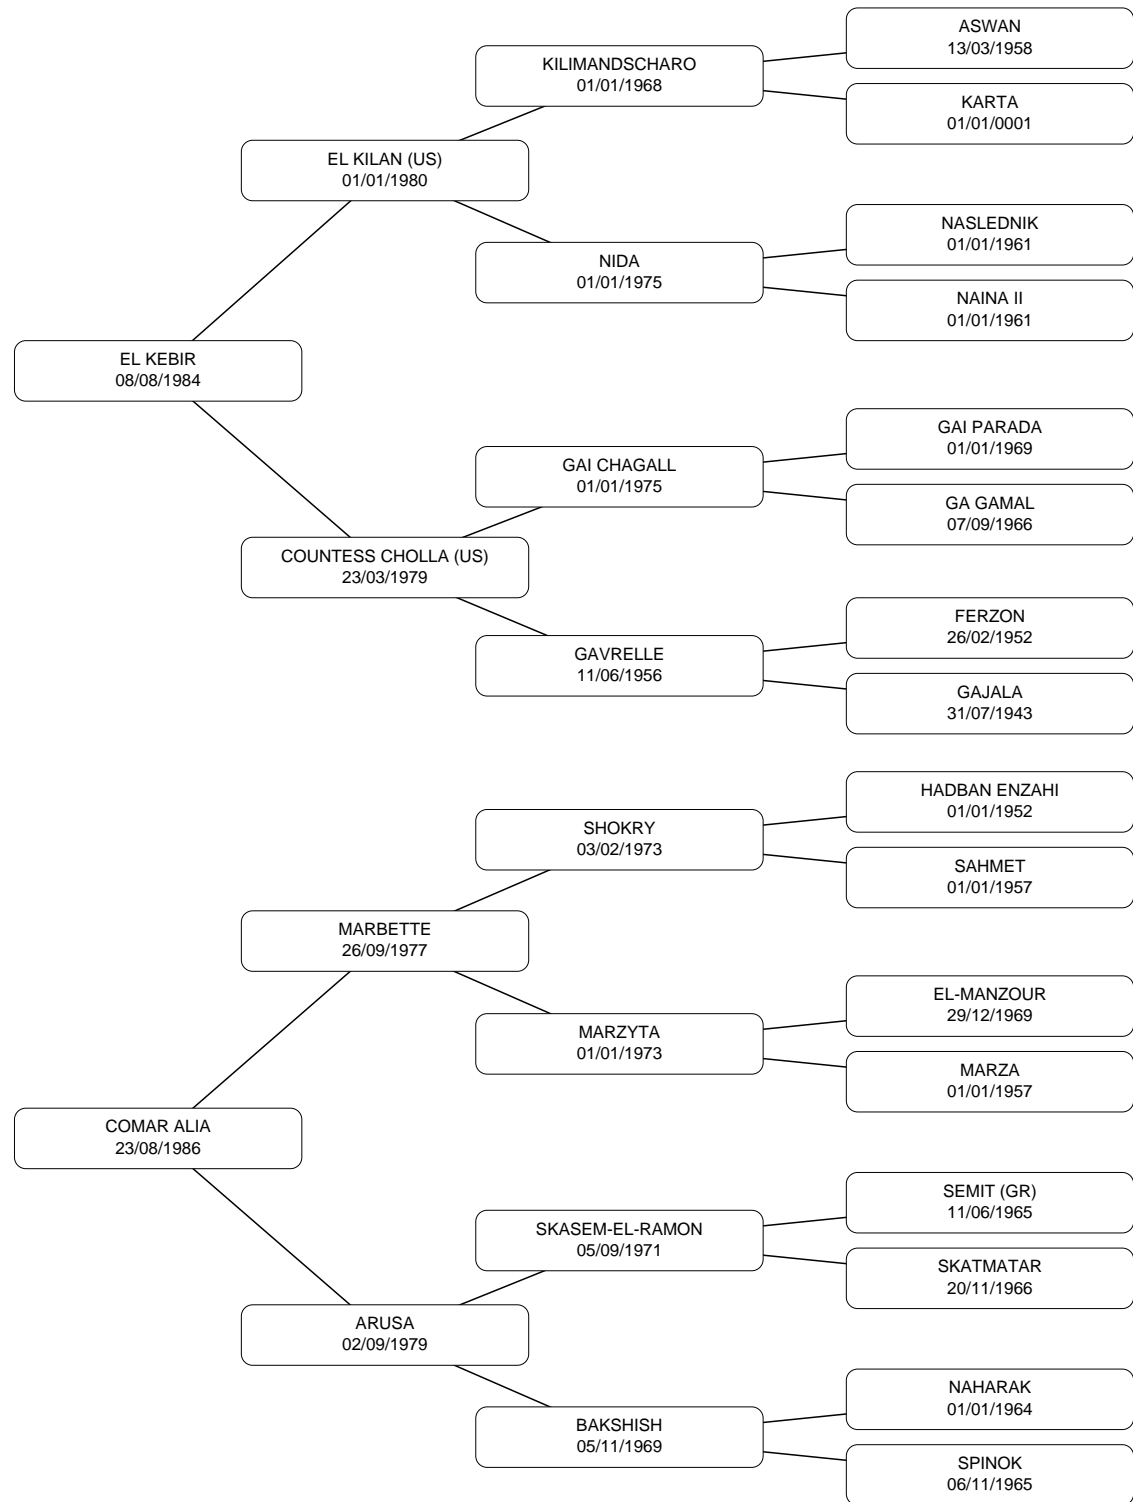 ASWAN
13/03/1958
KILIMANDSCHARO
01/01/1968
KARTA
01/01/0001
EL KILAN (US)
01/01/1980
NASLEDNIK
01/01/1961
NIDA
01/01/1975
NAINA II
01/01/1961
EL KEBIR
08/08/1984
GAI PARADA
01/01/1969
GAI CHAGALL
01/01/1975
GA GAMAL
07/09/1966
COUNTESS CHOLLA (US)
23/03/1979
FERZON
26/02/1952
GAVRELLE
11/06/1956
GAJALA
31/07/1943
HADBAN ENZAHI
01/01/1952
SHOKRY
03/02/1973
SAHMET
01/01/1957
MARBETTE
26/09/1977
EL-MANZOUR
29/12/1969
MARZYTA
01/01/1973
MARZA
01/01/1957
COMAR ALIA
23/08/1986
SEMIT (GR)
11/06/1965
SKASEM-EL-RAMON
05/09/1971
SKATMATAR
20/11/1966
ARUSA
02/09/1979
NAHARAK
01/01/1964
BAKSHISH
05/11/1969
SPINOK
06/11/1965